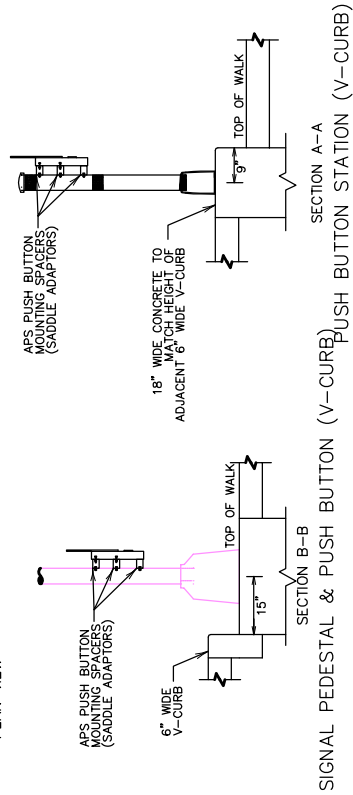 APS PUSH BUTTON
MOUNTING SPACERS
(SADDLE ADAPTORS)
6" WIDE
V-CURB
TOP OF WALK
15"
SECTION B-B
SIGNAL PEDESTAL & PUSH BUTTON (V-CURB)
APS PUSH BUTTON
MOUNTING SPACERS
(SADDLE ADAPTORS)
18" WIDE CONCRETE TO
MATCH HEIGHT OF
ADJACENT 6" WIDE V-CURB
TOP OF WALK
9"
SECTION A-A
PUSH BUTTON STATION (V-CURB)